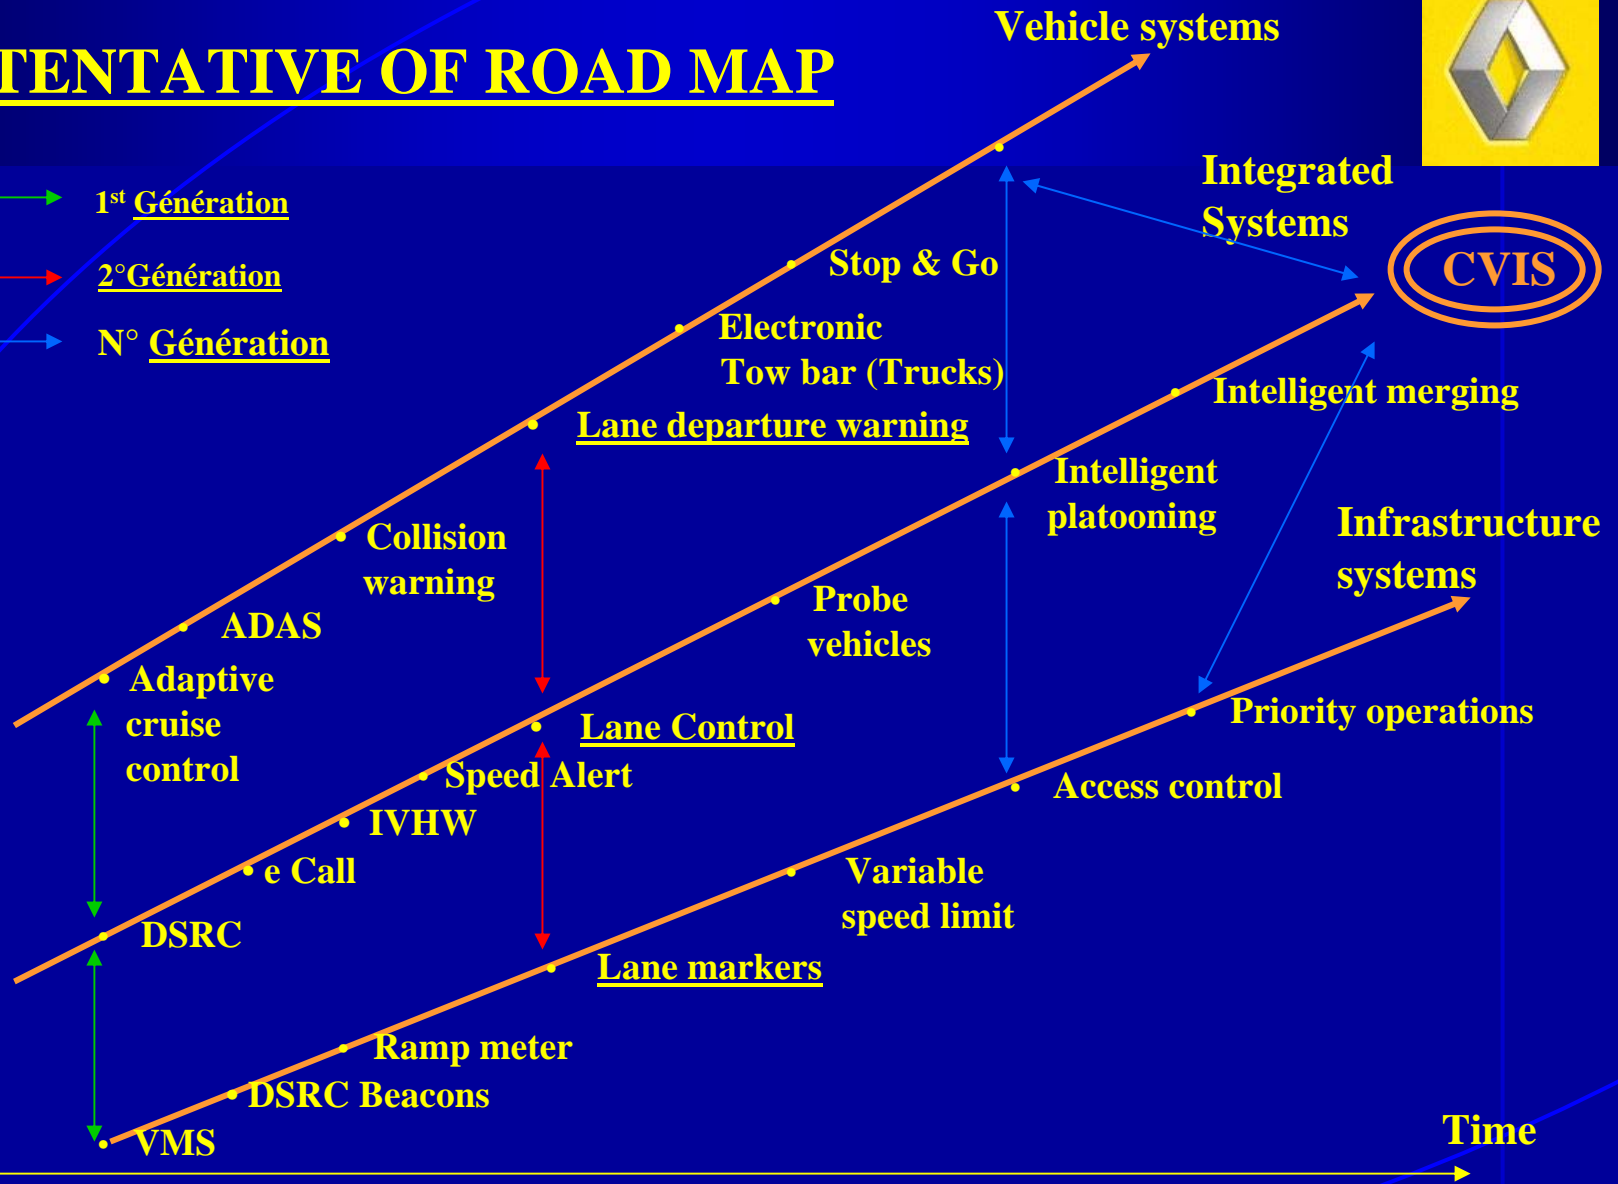 Vehicle systems
TENTATIVE OF ROAD MAP
Integrated
Systems
1st Génération
2°Génération
N° Génération
CVIS
Stop & Go
Electronic
Tow bar (Trucks)
Lane departure warning
Intelligent merging
Intelligent
platooning
Infrastructure
systems
Collision
warning
Probe
vehicles
ADAS
Adaptive
cruise
control
Lane Control
Speed Alert
IVHW
e Call
DSRC
Priority operations
Access control
Variable
speed limit
Lane markers
Ramp meter
DSRC Beacons
VMS
Time